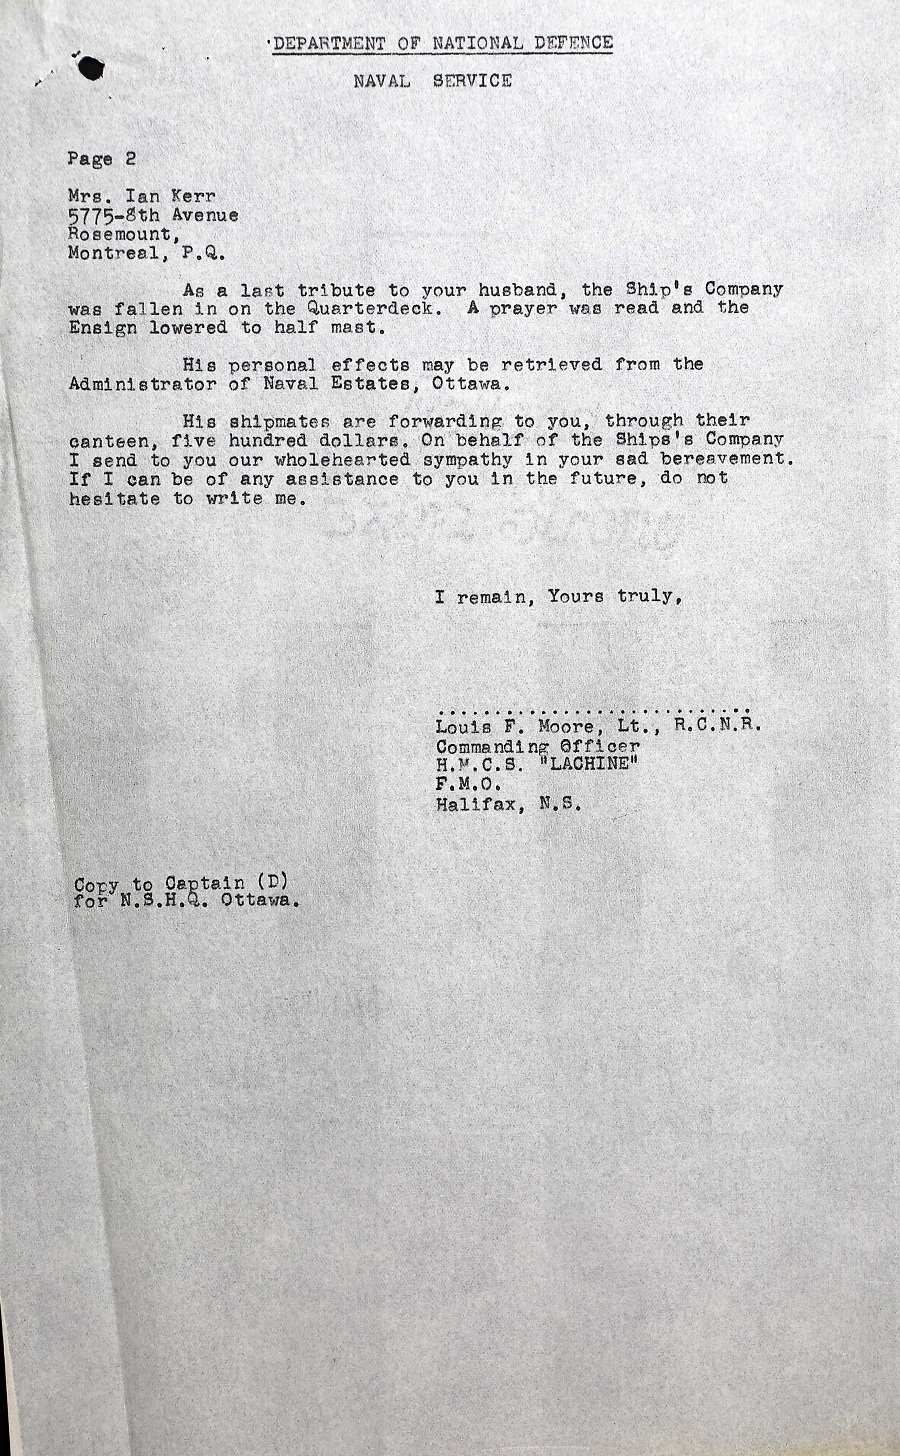 DEPARTMENT OF NATIONAL DEFENCE
NAVAL SERVICE
Page 2
Mrs. Ian Kerr
5775-8th Avenue
Rosemount,
Montreal, P.Q.
As a last tribute to your husband, the Ship's Company
was fallen in on the Quarterdeck. A prayer was read and the
Ensign lowered to half mast.
His personal effects may be retrieved from the
Administrator of Naval Estates, Ottawa.
His shipmates are forwarding to you, through their
canteen, five hundred dollars. On behalf of the Ships's Company
I send to you our wholehearted sympathy in your sad bereavement.
If I can be of any assistance to you in the future, do not
hesitate to write me.
I remain, Yours truly,
............................
Louis F. Moore, Lt., R.C.N.R.
Commanding Officer
H.M.C.S. "LACHINE"
F.M.O.
Halifax, N.S.
Copy to Captain (D)
for N.S.H.Q. Ottawa.